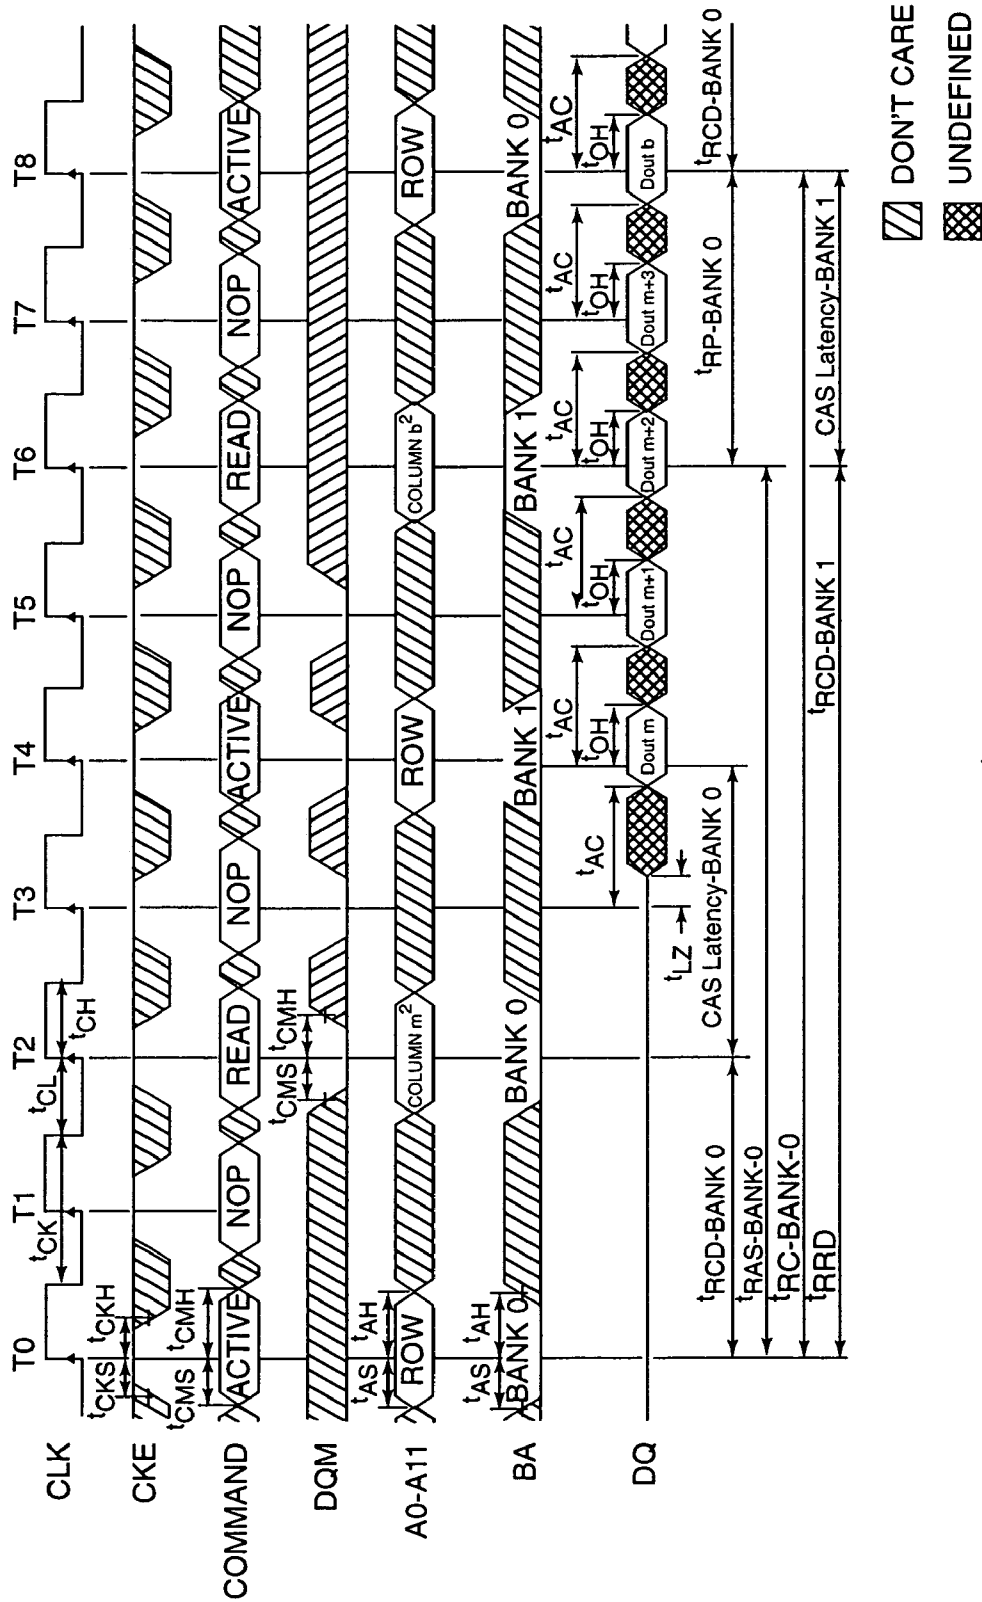 T0 T1 T2 T3 T4 T5 T6 T7 T8
CLK
tCK tCL tCH
tCKS tCKH
CKE
tCMS tCMH
COMMAND ACTIVE NOP READ NOP ACTIVE NOP READ NOP ACTIVE
tCMS tCMH
DQM
tAS tAH
A0-A11 ROW COLUMN m² ROW COLUMN b² ROW
tAS tAH
BA BANK 0 BANK 0 BANK 1 BANK 1 BANK 0
tAC tAC tAC tAC tAC tAC
tOH tOH tOH tOH tOH
DQ Dout m Dout m+1 Dout m+2 Dout m+3 Dout b
tLZ
tRCD-BANK 0 CAS Latency-BANK 0 tRP-BANK 0 tRCD-BANK 0
tRAS-BANK-0
tRC-BANK-0
tRRD tRCD-BANK 1 CAS Latency-BANK 1
DON'T CARE
UNDEFINED